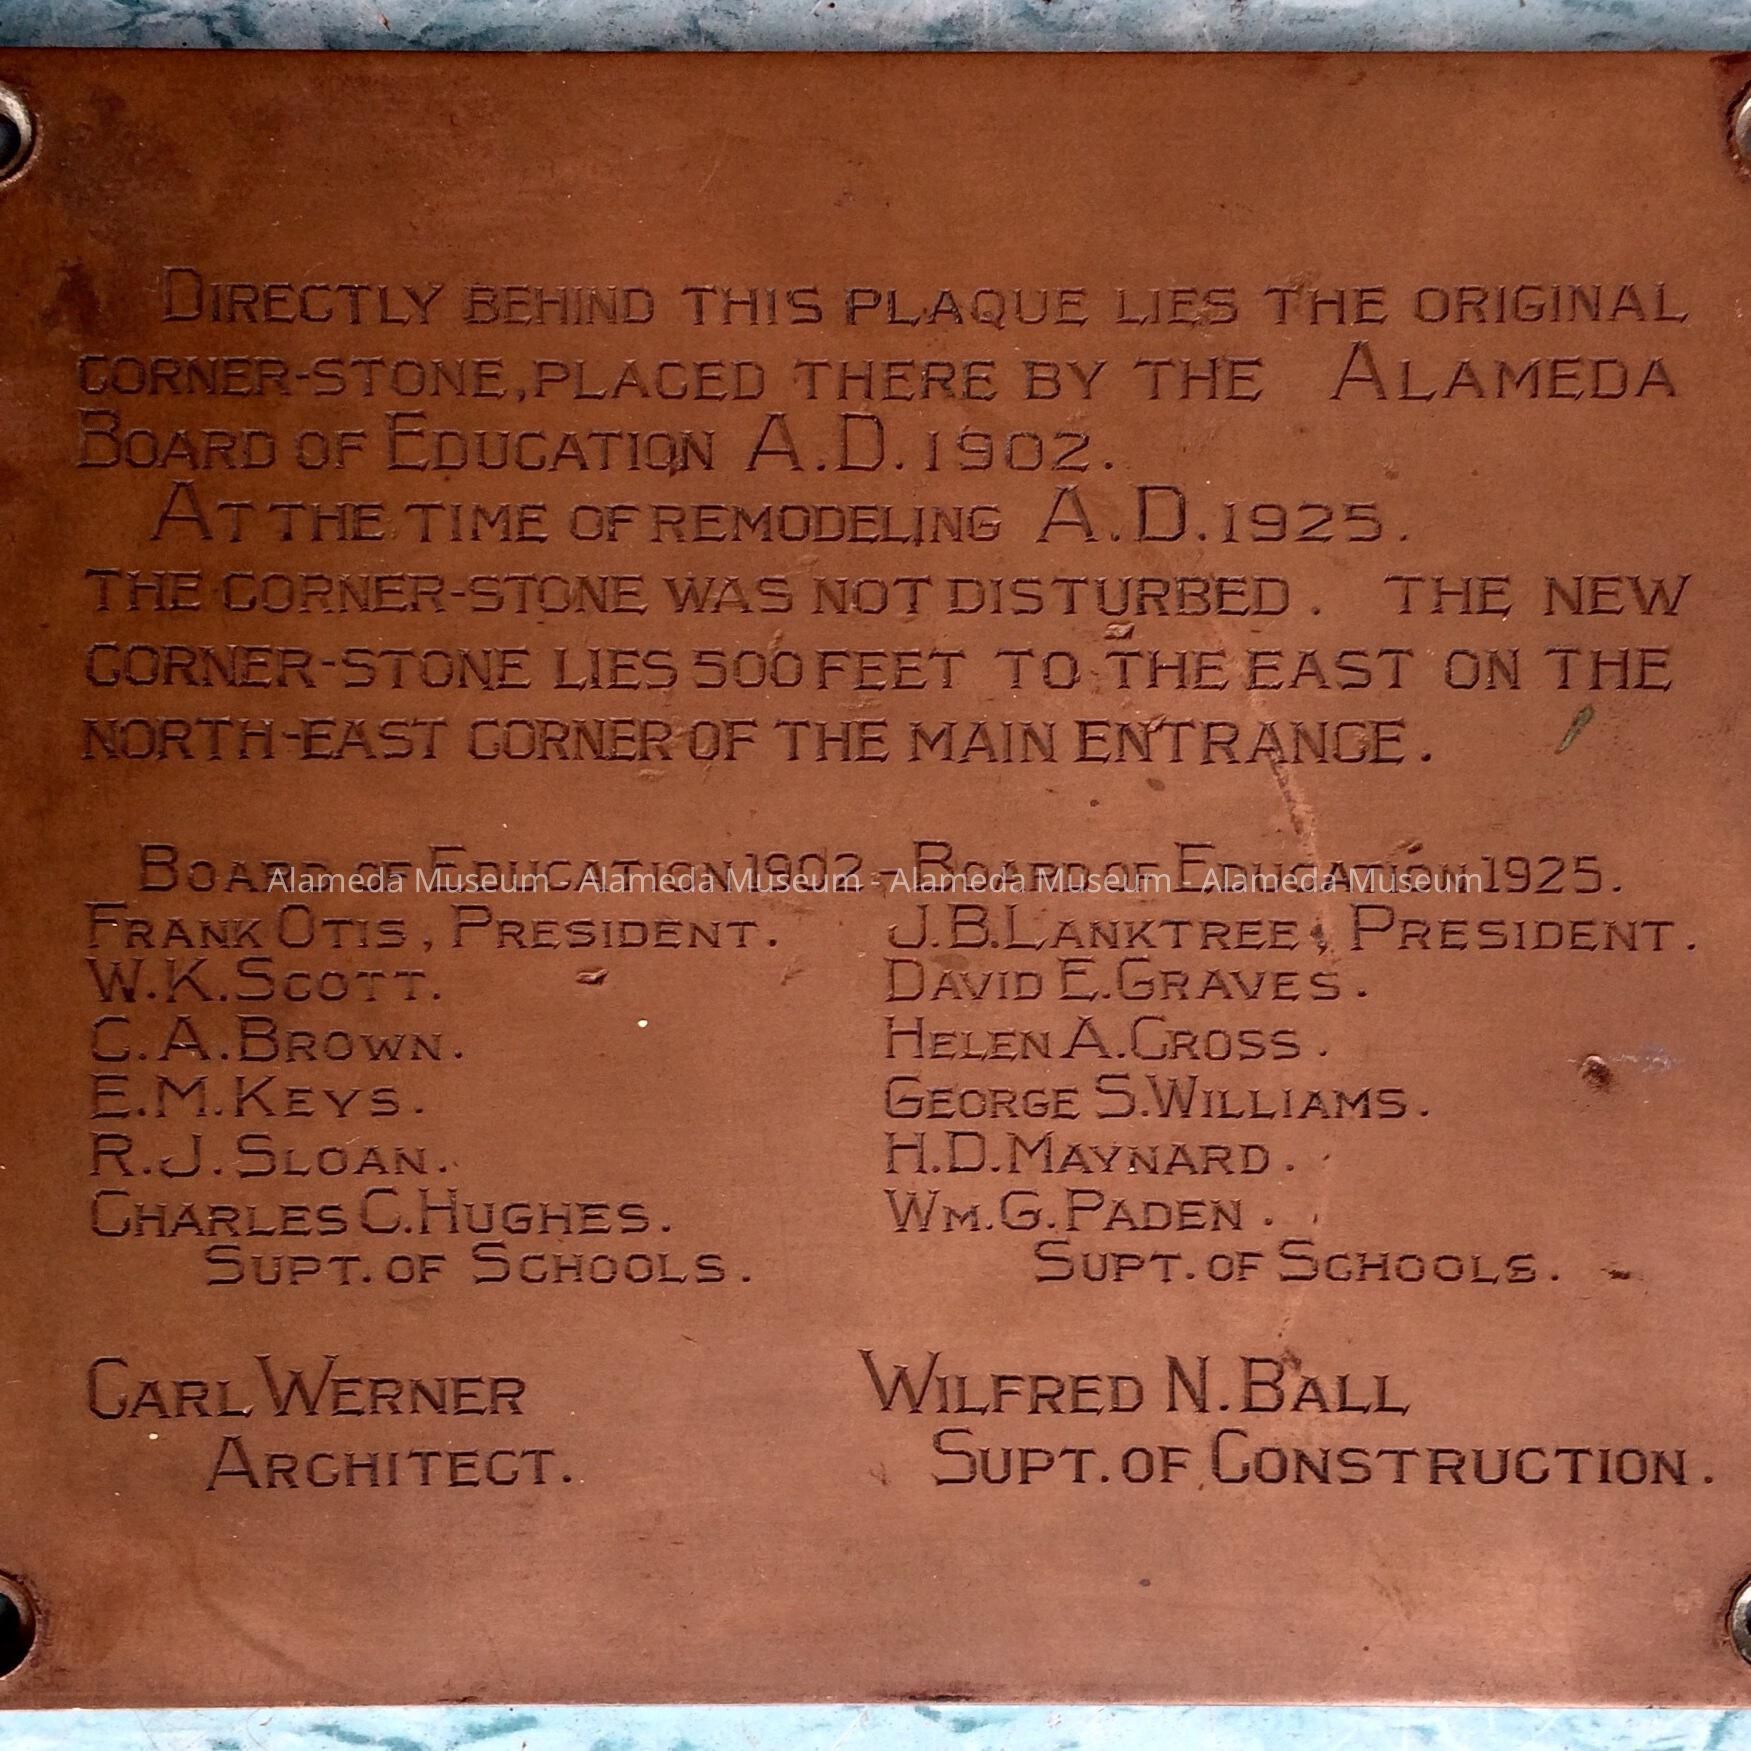 DIRECTLY BEHIND THIS PLAQUE LIES THE ORIGINAL
CORNER-STONE, PLACED THERE BY THE ALAMEDA
BOARD OF EDUCATION A.D. 1902.
AT THE TIME OF REMODELING A.D. 1925.
THE CORNER-STONE WAS NOT DISTURBED. THE NEW
CORNER-STONE LIES 500 FEET TO THE EAST ON THE
NORTH-EAST CORNER OF THE MAIN ENTRANCE.
BOARD OF EDUCATION 1902 - BOARD OF EDUCATION 1925.
Alameda Museum - Alameda Museum - Alameda Museum - Alameda Museum
FRANK OTIS, PRESIDENT. J.B. LANKTREE, PRESIDENT.
W.K. SCOTT. DAVID E. GRAVES.
C.A. BROWN. HELEN A. CROSS.
E.M. KEYS. GEORGE S. WILLIAMS.
R.J. SLOAN. H.D. MAYNARD.
CHARLES C. HUGHES. WM. G. PADEN.
SUPT. OF SCHOOLS. SUPT. OF SCHOOLS.
CARL WERNER WILFRED N. BALL
ARCHITECT. SUPT. OF CONSTRUCTION.